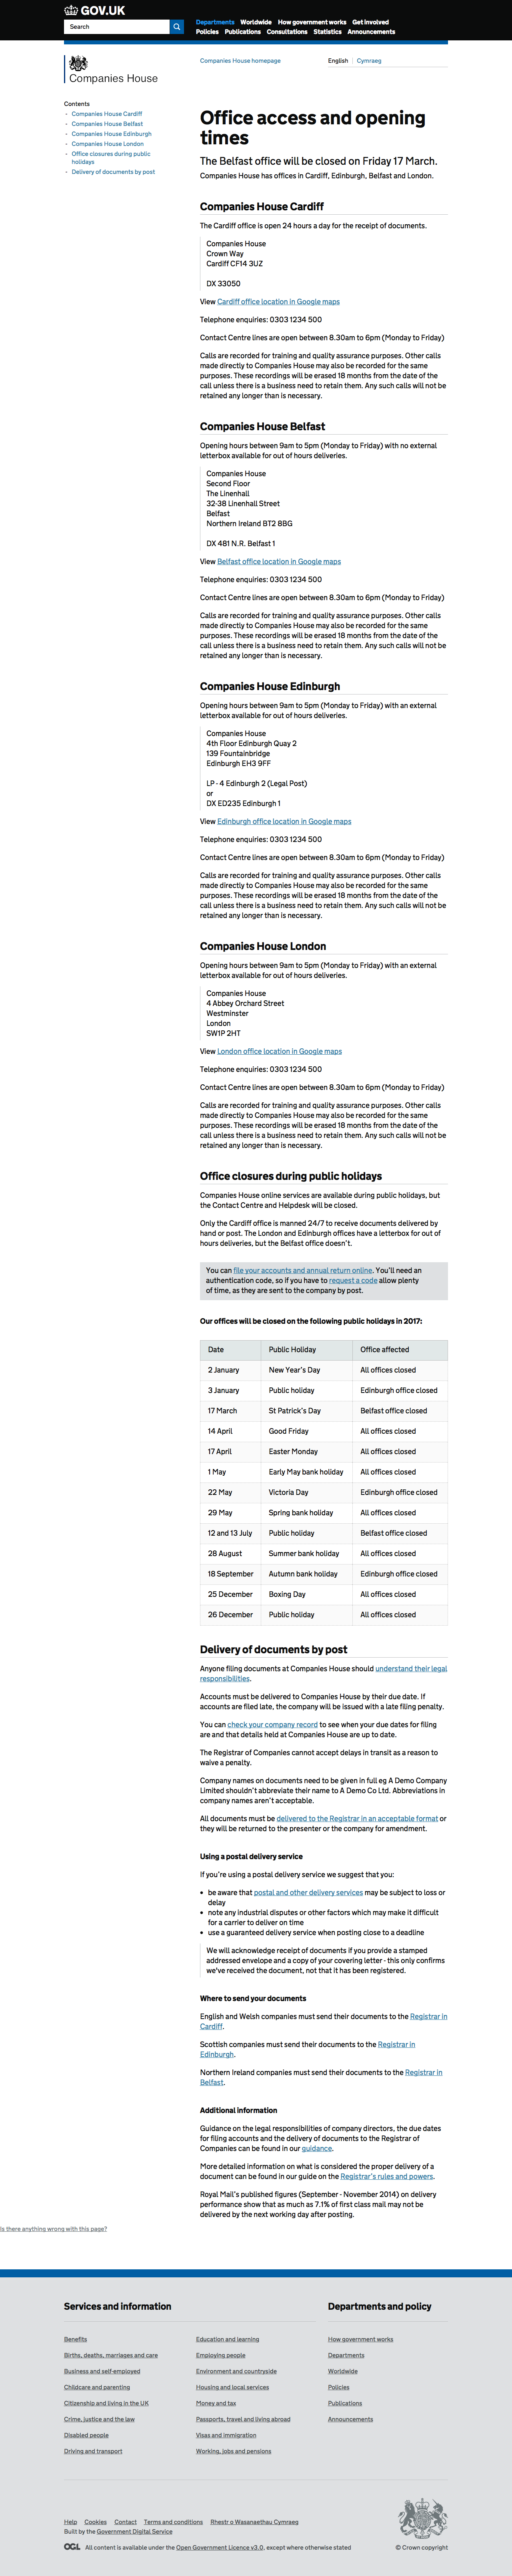 GOV.UK
Search
Departments Worldwide How government works Get involved
Policies Publications Consultations Statistics Announcements
Companies House
Companies House homepage
English Cymraeg
Contents
Companies House Cardiff
Companies House Belfast
Companies House Edinburgh
Companies House London
Office closures during public
holidays
Delivery of documents by post
Office access and opening
times
The Belfast office will be closed on Friday 17 March.
Companies House has offices in Cardiff, Edinburgh, Belfast and London.
Companies House Cardiff
The Cardiff office is open 24 hours a day for the receipt of documents.
Companies House
Crown Way
Cardiff CF14 3UZ
DX 33050
View Cardiff office location in Google maps
Telephone enquiries: 0303 1234 500
Contact Centre lines are open between 8.30am to 6pm (Monday to Friday)
Calls are recorded for training and quality assurance purposes. Other calls
made directly to Companies House may also be recorded for the same
purposes. These recordings will be erased 18 months from the date of the
call unless there is a business need to retain them. Any such calls will not be
retained any longer than is necessary.
Companies House Belfast
Opening hours between 9am to 5pm (Monday to Friday) with no external
letterbox available for out of hours deliveries.
Companies House
Second Floor
The Linenhall
32-38 Linenhall Street
Belfast
Northern Ireland BT2 8BG
DX 481 N.R. Belfast 1
View Belfast office location in Google maps
Telephone enquiries: 0303 1234 500
Contact Centre lines are open between 8.30am to 6pm (Monday to Friday)
Calls are recorded for training and quality assurance purposes. Other calls
made directly to Companies House may also be recorded for the same
purposes. These recordings will be erased 18 months from the date of the
call unless there is a business need to retain them. Any such calls will not be
retained any longer than is necessary.
Companies House Edinburgh
Opening hours between 9am to 5pm (Monday to Friday) with an external
letterbox available for out of hours deliveries.
Companies House
4th Floor Edinburgh Quay 2
139 Fountainbridge
Edinburgh EH3 9FF
LP - 4 Edinburgh 2 (Legal Post)
or
DX ED235 Edinburgh 1
View Edinburgh office location in Google maps
Telephone enquiries: 0303 1234 500
Contact Centre lines are open between 8.30am to 6pm (Monday to Friday)
Calls are recorded for training and quality assurance purposes. Other calls
made directly to Companies House may also be recorded for the same
purposes. These recordings will be erased 18 months from the date of the
call unless there is a business need to retain them. Any such calls will not be
retained any longer than is necessary.
Companies House London
Opening hours between 9am to 5pm (Monday to Friday) with an external
letterbox available for out of hours deliveries.
Companies House
4 Abbey Orchard Street
Westminster
London
SW1P 2HT
View London office location in Google maps
Telephone enquiries: 0303 1234 500
Contact Centre lines are open between 8.30am to 6pm (Monday to Friday)
Calls are recorded for training and quality assurance purposes. Other calls
made directly to Companies House may also be recorded for the same
purposes. These recordings will be erased 18 months from the date of the
call unless there is a business need to retain them. Any such calls will not be
retained any longer than is necessary.
Office closures during public holidays
Companies House online services are available during public holidays, but
the Contact Centre and Helpdesk will be closed.
Only the Cardiff office is manned 24/7 to receive documents delivered by
hand or post. The London and Edinburgh offices have a letterbox for out of
hours deliveries, but the Belfast office doesn't.
You can file your accounts and annual return online. You'll need an
authentication code, so if you have to request a code allow plenty
of time, as they are sent to the company by post.
Our offices will be closed on the following public holidays in 2017:
Date Public Holiday Office affected
2 January New Year's Day All offices closed
3 January Public holiday Edinburgh office closed
17 March St Patrick's Day Belfast office closed
14 April Good Friday All offices closed
17 April Easter Monday All offices closed
1 May Early May bank holiday All offices closed
22 May Victoria Day Edinburgh office closed
29 May Spring bank holiday All offices closed
12 and 13 July Public holiday Belfast office closed
28 August Summer bank holiday All offices closed
18 September Autumn bank holiday Edinburgh office closed
25 December Boxing Day All offices closed
26 December Public holiday All offices closed
Delivery of documents by post
Anyone filing documents at Companies House should understand their legal
responsibilities.
Accounts must be delivered to Companies House by their due date. If
accounts are filed late, the company will be issued with a late filing penalty.
You can check your company record to see when your due dates for filing
are and that details held at Companies House are up to date.
The Registrar of Companies cannot accept delays in transit as a reason to
waive a penalty.
Company names on documents need to be given in full eg A Demo Company
Limited shouldn't abbreviate their name to A Demo Co Ltd. Abbreviations in
company names aren't acceptable.
All documents must be delivered to the Registrar in an acceptable format or
they will be returned to the presenter or the company for amendment.
Using a postal delivery service
If you're using a postal delivery service we suggest that you:
be aware that postal and other delivery services may be subject to loss or
delay
note any industrial disputes or other factors which may make it difficult
for a carrier to deliver on time
use a guaranteed delivery service when posting close to a deadline
We will acknowledge receipt of documents if you provide a stamped
addressed envelope and a copy of your covering letter - this only confirms
we've received the document, not that it has been registered.
Where to send your documents
English and Welsh companies must send their documents to the Registrar in
Cardiff.
Scottish companies must send their documents to the Registrar in
Edinburgh.
Northern Ireland companies must send their documents to the Registrar in
Belfast.
Additional information
Guidance on the legal responsibilities of company directors, the due dates
for filing accounts and the delivery of documents to the Registrar of
Companies can be found in our guidance.
More detailed information on what is considered the proper delivery of a
document can be found in our guide on the Registrar's rules and powers.
Royal Mail's published figures (September - November 2014) on delivery
performance show that as much as 7.1% of first class mail may not be
delivered by the next working day after posting.
Is there anything wrong with this page?
Services and information
Departments and policy
Benefits
Births, deaths, marriages and care
Business and self-employed
Childcare and parenting
Citizenship and living in the UK
Crime, justice and the law
Disabled people
Driving and transport
Education and learning
Employing people
Environment and countryside
Housing and local services
Money and tax
Passports, travel and living abroad
Visas and immigration
Working, jobs and pensions
How government works
Departments
Worldwide
Policies
Publications
Announcements
Help Cookies Contact Terms and conditions Rhestr o Wasanaethau Cymraeg
Built by the Government Digital Service
OGL All content is available under the Open Government Licence v3.0, except where otherwise stated
© Crown copyright